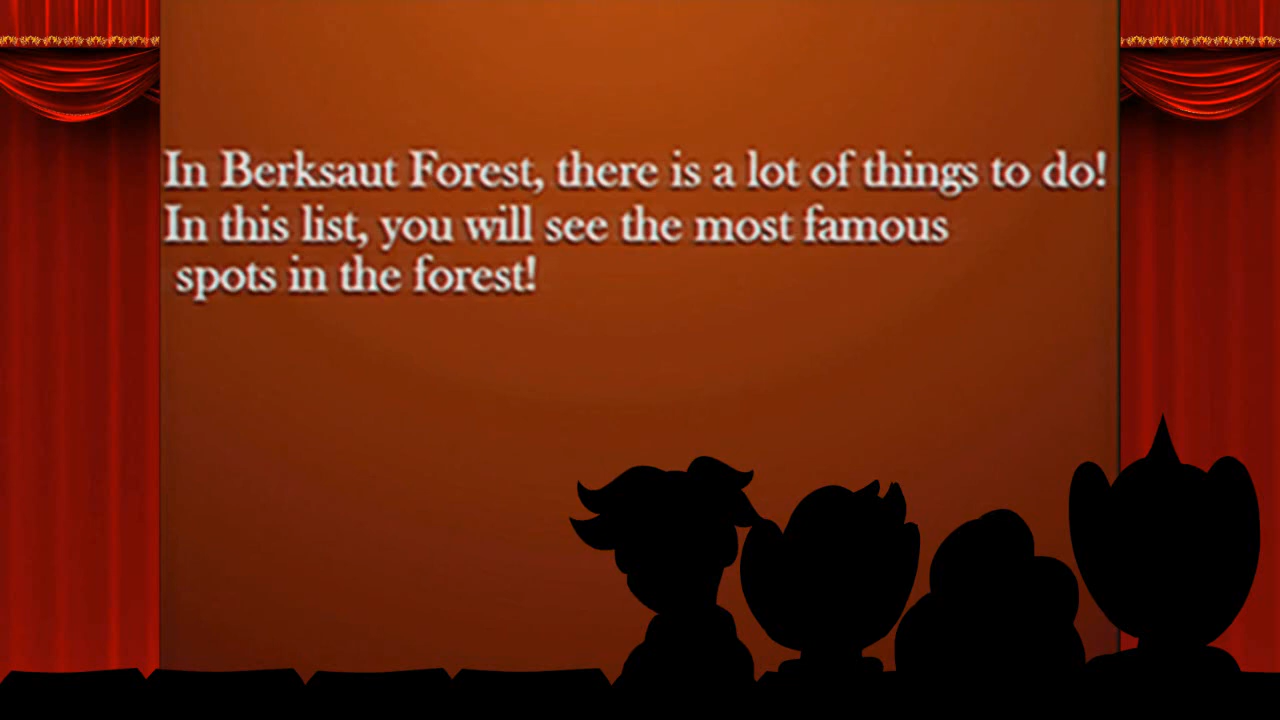 In Berksaut Forest, there is a lot of things to do!
In this list, you will see the most famous
spots in the forest!